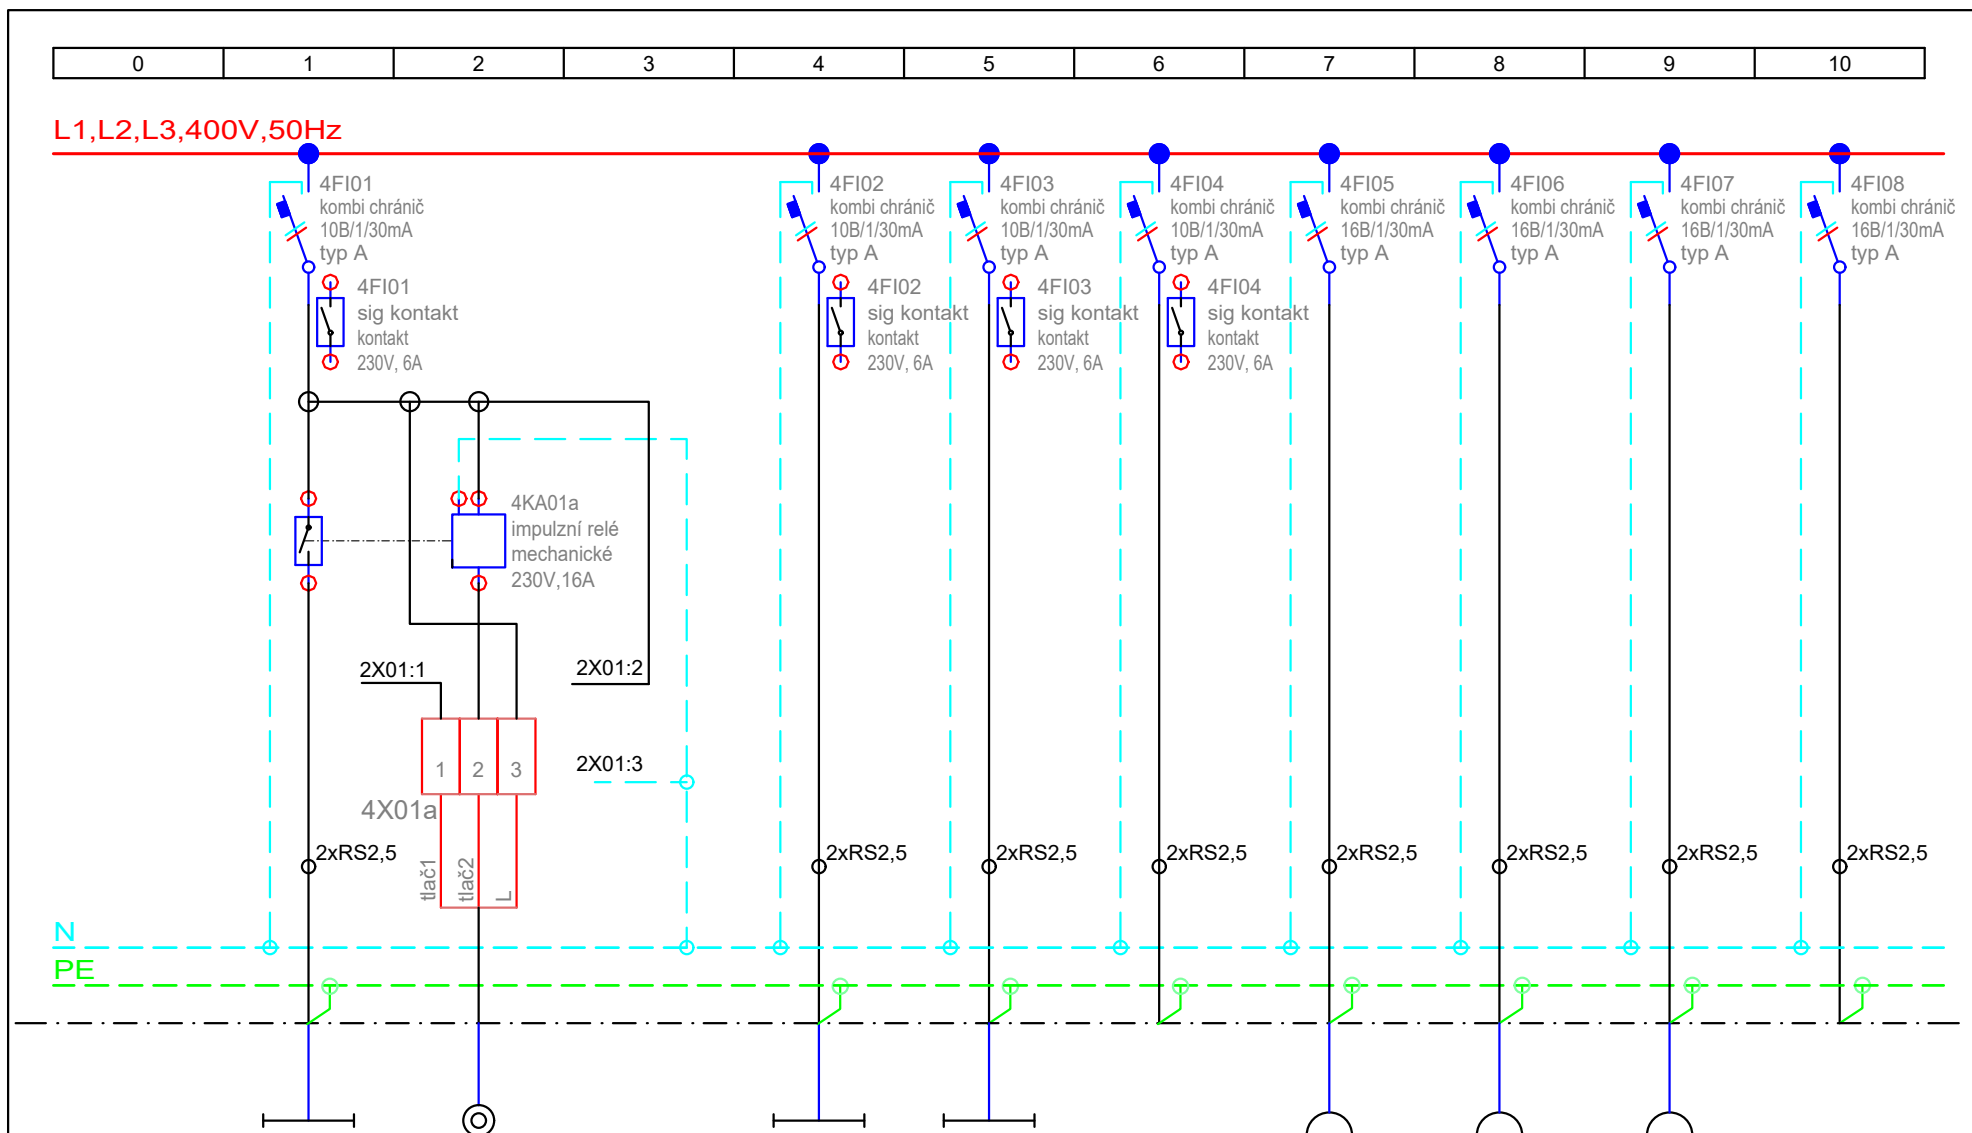 0 1 2 3 4 5 6 7 8 9 10
L1,L2,L3,400V,50Hz
4FI01
kombi chránič
10B/1/30mA
typ A
4FI02
kombi chránič
10B/1/30mA
typ A
4FI03
kombi chránič
10B/1/30mA
typ A
4FI04
kombi chránič
10B/1/30mA
typ A
4FI05
kombi chránič
16B/1/30mA
typ A
4FI06
kombi chránič
16B/1/30mA
typ A
4FI07
kombi chránič
16B/1/30mA
typ A
4FI08
kombi chránič
16B/1/30mA
typ A
4FI01
sig kontakt
kontakt
230V, 6A
4FI02
sig kontakt
kontakt
230V, 6A
4FI03
sig kontakt
kontakt
230V, 6A
4FI04
sig kontakt
kontakt
230V, 6A
4KA01a
impulzní relé
mechanické
230V,16A
2X01:1
2X01:2
2X01:3
1 2 3
4X01a
tlač1
tlač2
L
2xRS2,5
2xRS2,5
2xRS2,5
2xRS2,5
2xRS2,5
2xRS2,5
2xRS2,5
2xRS2,5
N
PE